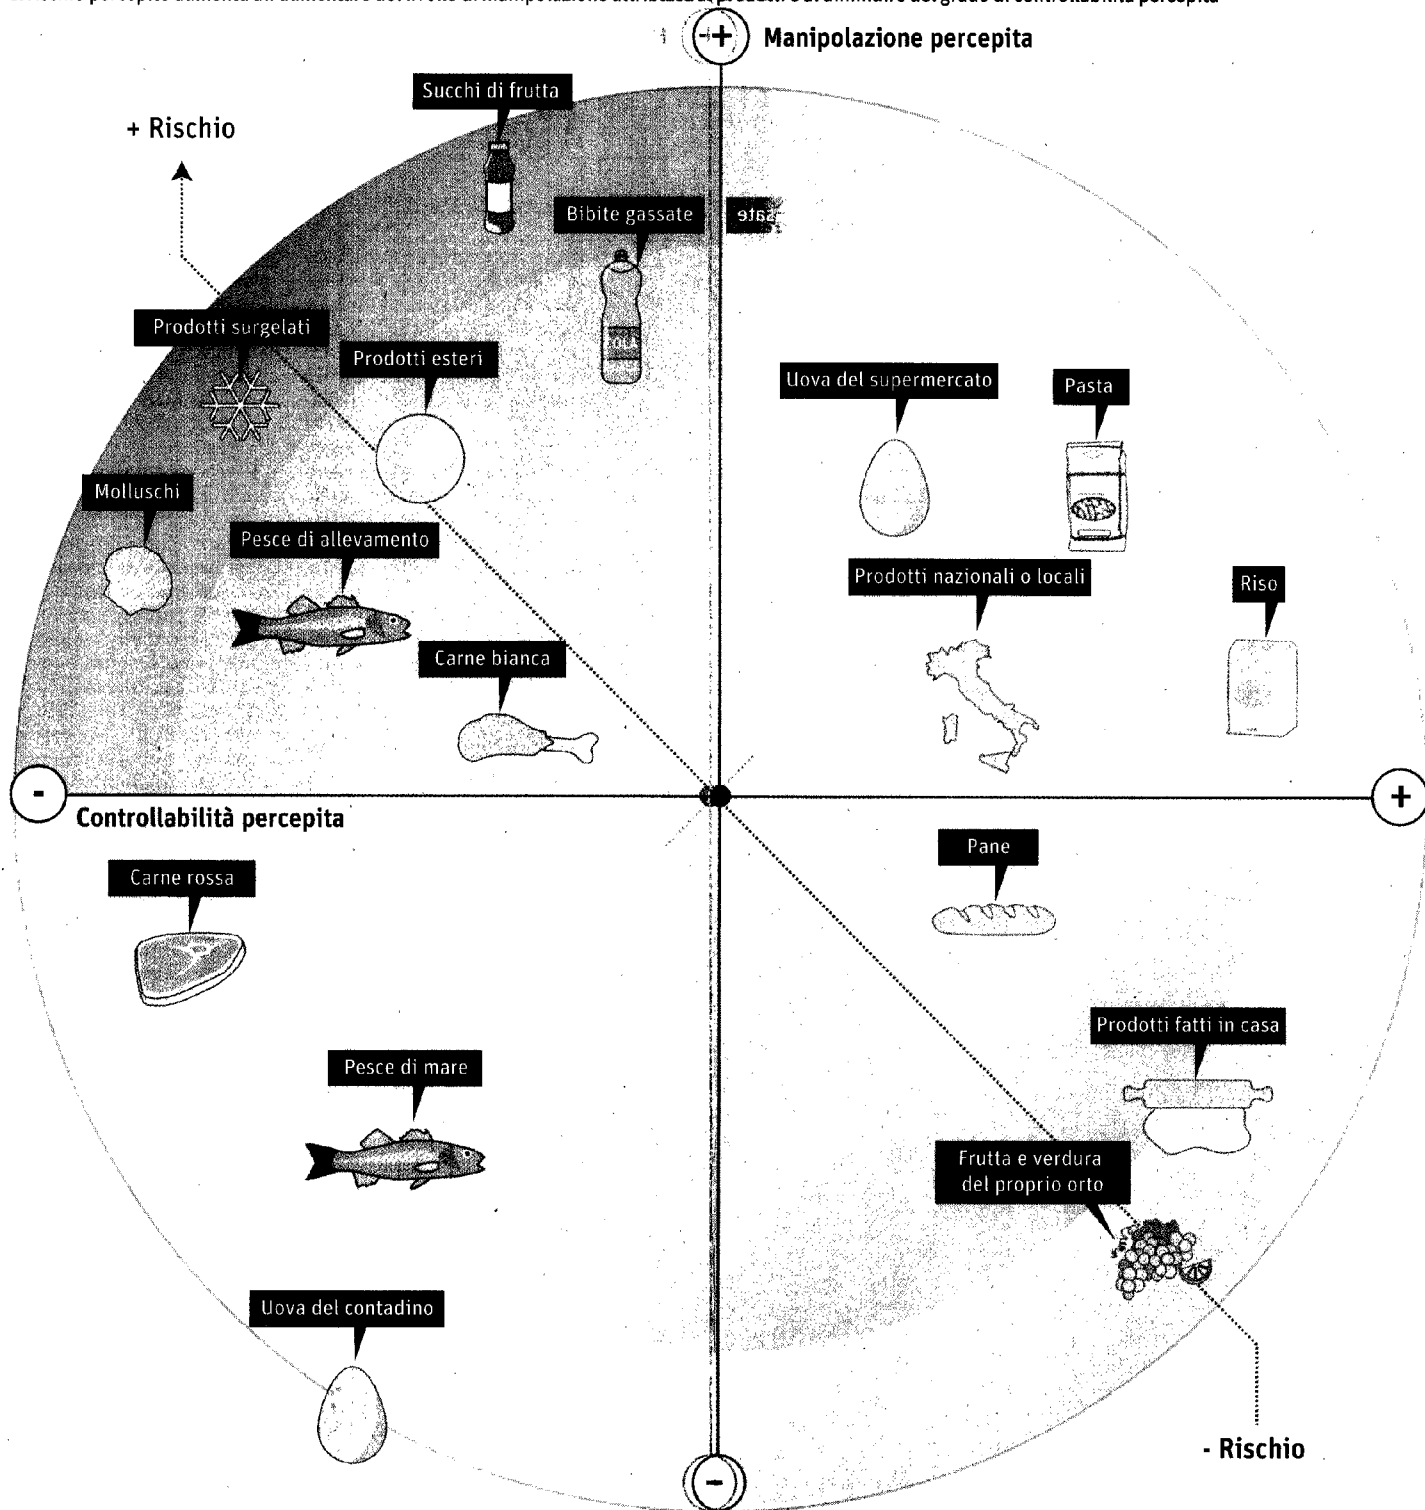 Manipolazione percepita
Succhi di frutta
+ Rischio
Bibite gassate
COLA
Prodotti surgelati
Prodotti esteri
Uova del supermercato
Pasta
Molluschi
Pesce di allevamento
Prodotti nazionali o locali
Riso
Carne bianca
-
+
Controllabilità percepita
Pane
Carne rossa
Prodotti fatti in casa
Pesce di mare
Frutta e verdura
del proprio orto
Uova del contadino
- Rischio
-